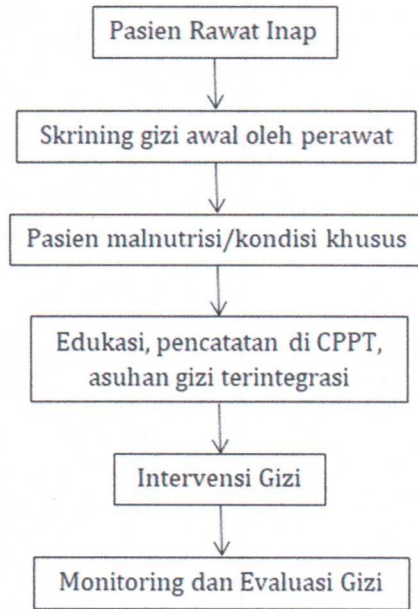 Pasien Rawat Inap
Skrining gizi awal oleh perawat
Pasien malnutrisi/kondisi khusus
Edukasi, pencatatan di CPPT,
asuhan gizi terintegrasi
Intervensi Gizi
Monitoring dan Evaluasi Gizi